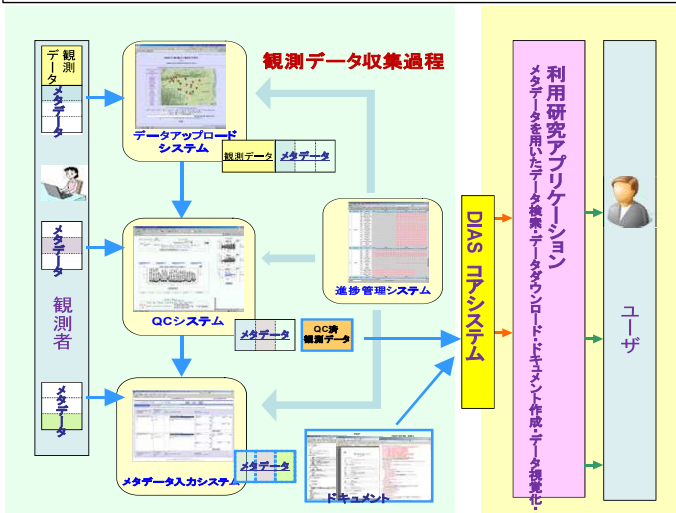 観測データ収集過程
観測
データ
メタデータ
データアップロード
システム
観測データ
メタデータ
メタデータ
観測者
QCシステム
メタデータ
QC済
観測データ
進捗管理システム
メタデータ
メタデータ入力システム
メタデータ
ドキュメント
DIAS コアシステム
利用研究アプリケーション
メタデータを用いたデータ検索・データダウンロード・ドキュメント作成・データ視覚化・
ユーザ